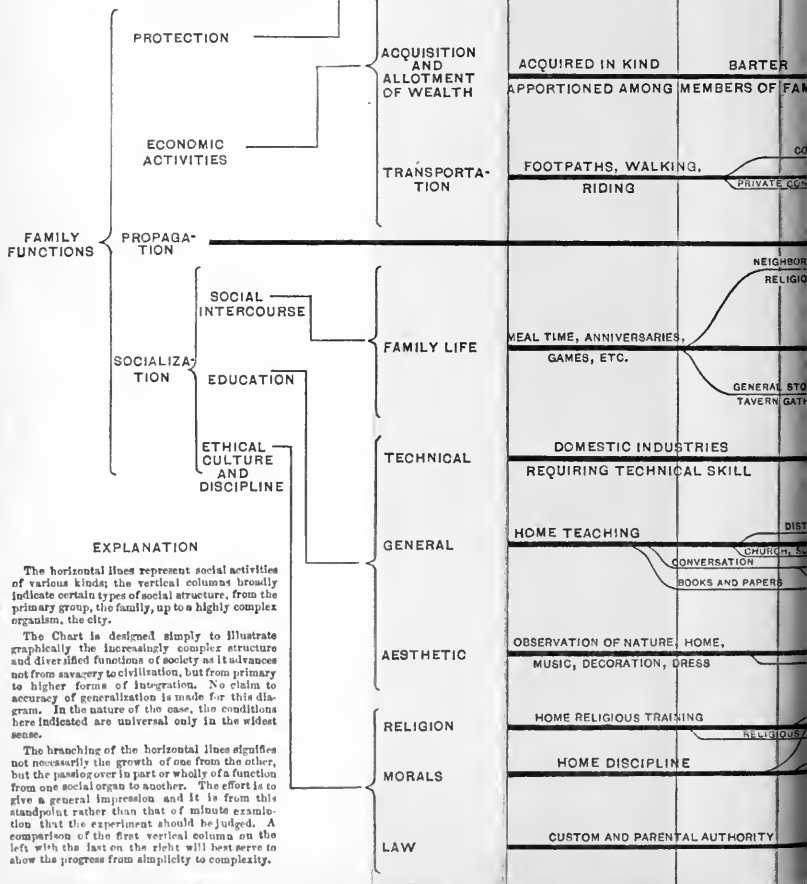 PROTECTION
ACQUISITION
AND
ALLOTMENT
OF WEALTH
ACQUIRED IN KIND
BARTER
APPORTIONED AMONG MEMBERS OF
ECONOMIC
ACTIVITIES
TRANSPORTA-
TION
FOOTPATHS, WALKING,
RIDING
PRIVATE
FAMILY
FUNCTIONS
PROPAGA-
TION
SOCIALIZA-
TION
SOCIAL
INTERCOURSE
EDUCATION
ETHICAL
CULTURE
AND
DISCIPLINE
FAMILY LIFE
MEAL TIME, ANNIVERSARIES,
GAMES, ETC.
GENERAL
TAVERN
TECHNICAL
DOMESTIC INDUSTRIES
REQUIRING TECHNICAL SKILL
GENERAL
HOME TEACHING
CHURCH,
CONVERSATION
BOOKS AND PAPERS
AESTHETIC
OBSERVATION OF NATURE, HOME,
MUSIC, DECORATION, DRESS
RELIGION
HOME RELIGIOUS TRAINING
RELIGIOUS
MORALS
HOME DISCIPLINE
LAW
CUSTOM AND PARENTAL AUTHORITY
EXPLANATION
The horizontal lines represent social activities
of various kinds; the vertical columns broadly
indicate certain types of social structure, from the
primary group, the family, up to a highly complex
organism, the city.
The Chart is designed simply to illustrate
graphically the increasingly complex structure
and diversified functions of society as it advances
not from savagery to civilization, but from primary
to higher forms of integration. No claim to
accuracy of generalization is made for this dia-
gram. In the nature of the case, the conditions
here indicated are universal only in the widest
sense.
The branching of the horizontal lines signifies
not necessarily the growth of one from the other,
but the passing over in part or wholly of a function
from one social organ to another. The effort is to
give a general impression and it is from this
standpoint rather than that of minute examin-
tion that the experiment should be judged. A
comparison of the first vertical column on the
left with the last on the right will best serve to
show the progress from simplicity to complexity.